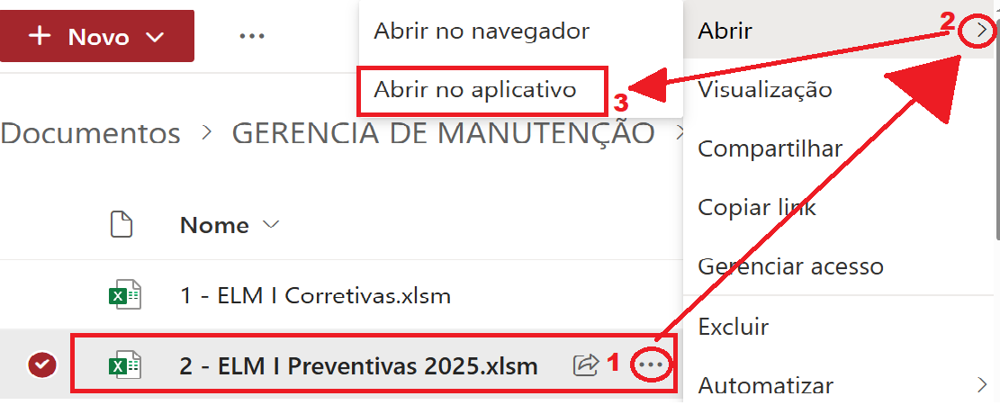 Novo
...
Abrir no navegador
Abrir no aplicativo
3
Documentos > GERENCIA DE MANUTENÇÃO >
Nome
1 - ELM I Corretivas.xlsm
2 - ELM I Preventivas 2025.xlsm
1
...
Abrir
2
Visualização
Compartilhar
Copiar link
Gerenciar acesso
Excluir
Automatizar